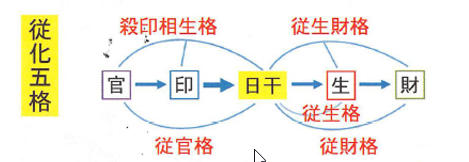 從化五格
殺印相生格 從生財格
官 印 日干 生 財
從生格
從官格 從財格